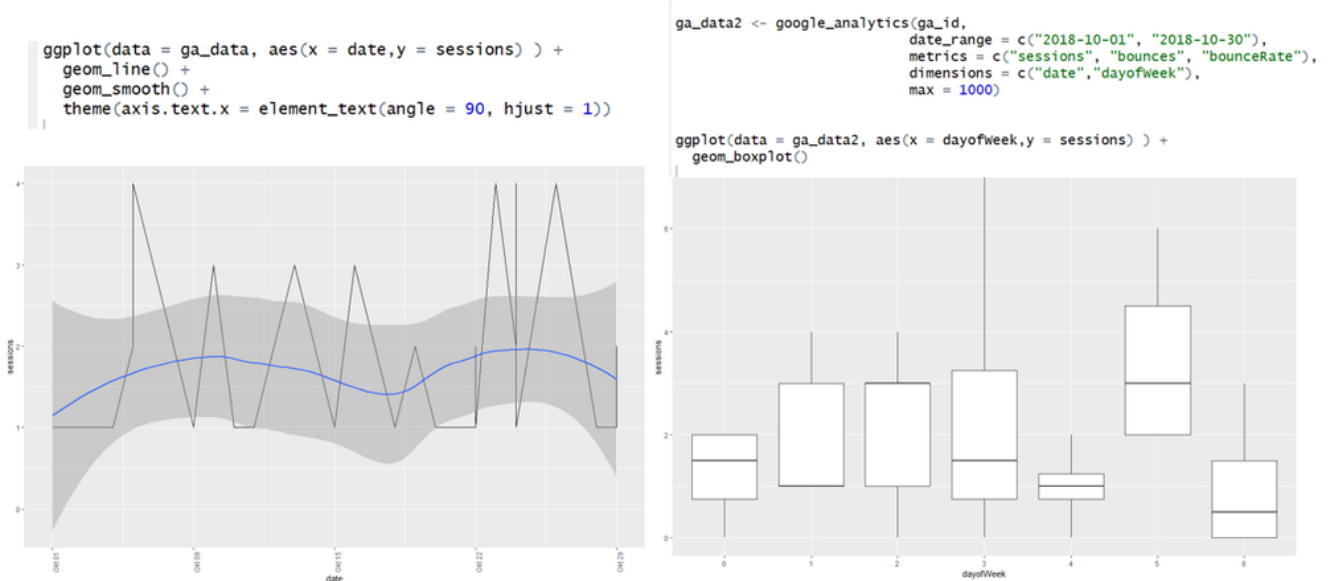 ggplot(data = ga_data, aes(x = date,y = sessions) ) +
geom_line() +
geom_smooth() +
theme(axis.text.x = element_text(angle = 90, hjust = 1))
4
3
2
1
0
sessions
Oct 01
Oct 08
Oct 15
Oct 22
Oct 29
date
ga_data2 <- google_analytics(ga_id,
date_range = c("2018-10-01", "2018-10-30"),
metrics = c("sessions", "bounces", "bounceRate"),
dimensions = c("date","dayofWeek"),
max = 1000)
ggplot(data = ga_data2, aes(x = dayofWeek,y = sessions) ) +
geom_boxplot()
6
4
2
0
sessions
0
1
2
3
4
5
6
dayofWeek